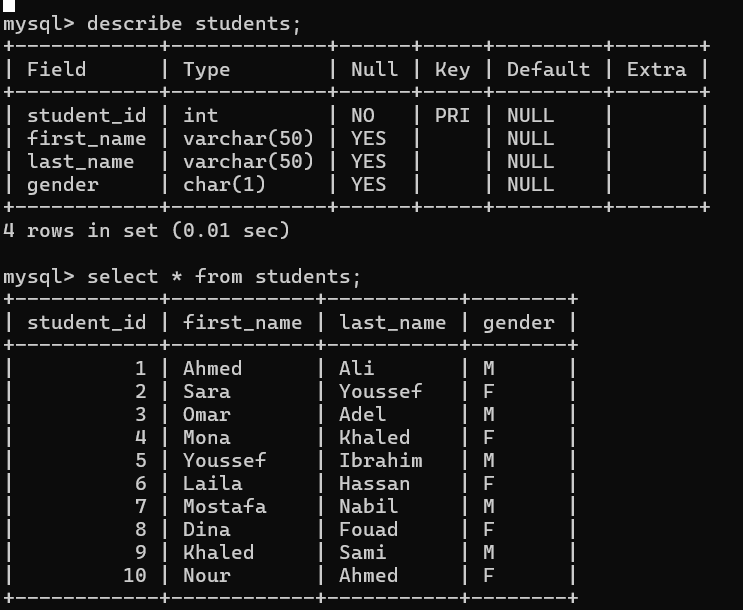 mysql> describe students;
+------------+-------------+------+-----+---------+-------+
| Field      | Type        | Null | Key | Default | Extra |
+------------+-------------+------+-----+---------+-------+
| student_id | int         | NO   | PRI | NULL    |       |
| first_name | varchar(50) | YES  |     | NULL    |       |
| last_name  | varchar(50) | YES  |     | NULL    |       |
| gender     | char(1)     | YES  |     | NULL    |       |
+------------+-------------+------+-----+---------+-------+
4 rows in set (0.01 sec)

mysql> select * from students;
+------------+------------+-----------+--------+
| student_id | first_name | last_name | gender |
+------------+------------+-----------+--------+
|          1 | Ahmed      | Ali       | M      |
|          2 | Sara       | Youssef   | F      |
|          3 | Omar       | Adel      | M      |
|          4 | Mona       | Khaled    | F      |
|          5 | Youssef    | Ibrahim   | M      |
|          6 | Laila      | Hassan    | F      |
|          7 | Mostafa    | Nabil     | M      |
|          8 | Dina       | Fouad     | F      |
|          9 | Khaled     | Sami      | M      |
|         10 | Nour       | Ahmed     | F      |
+------------+------------+-----------+--------+